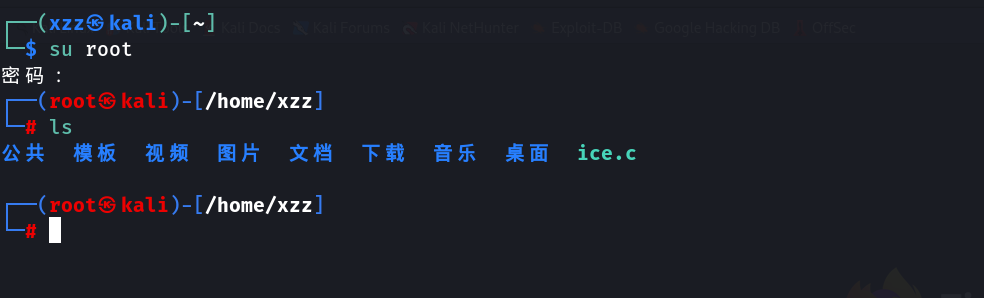 Kali Docs Kali Forums Kali NetHunter Exploit-DB Google Hacking DB OffSec
┌──(xzz㉿kali)-[~]
└─$ su root
密码：
┌──(root㉿kali)-[/home/xzz]
└─# ls
公共 模板 视频 图片 文档 下载 音乐 桌面 ice.c
┌──(root㉿kali)-[/home/xzz]
└─#